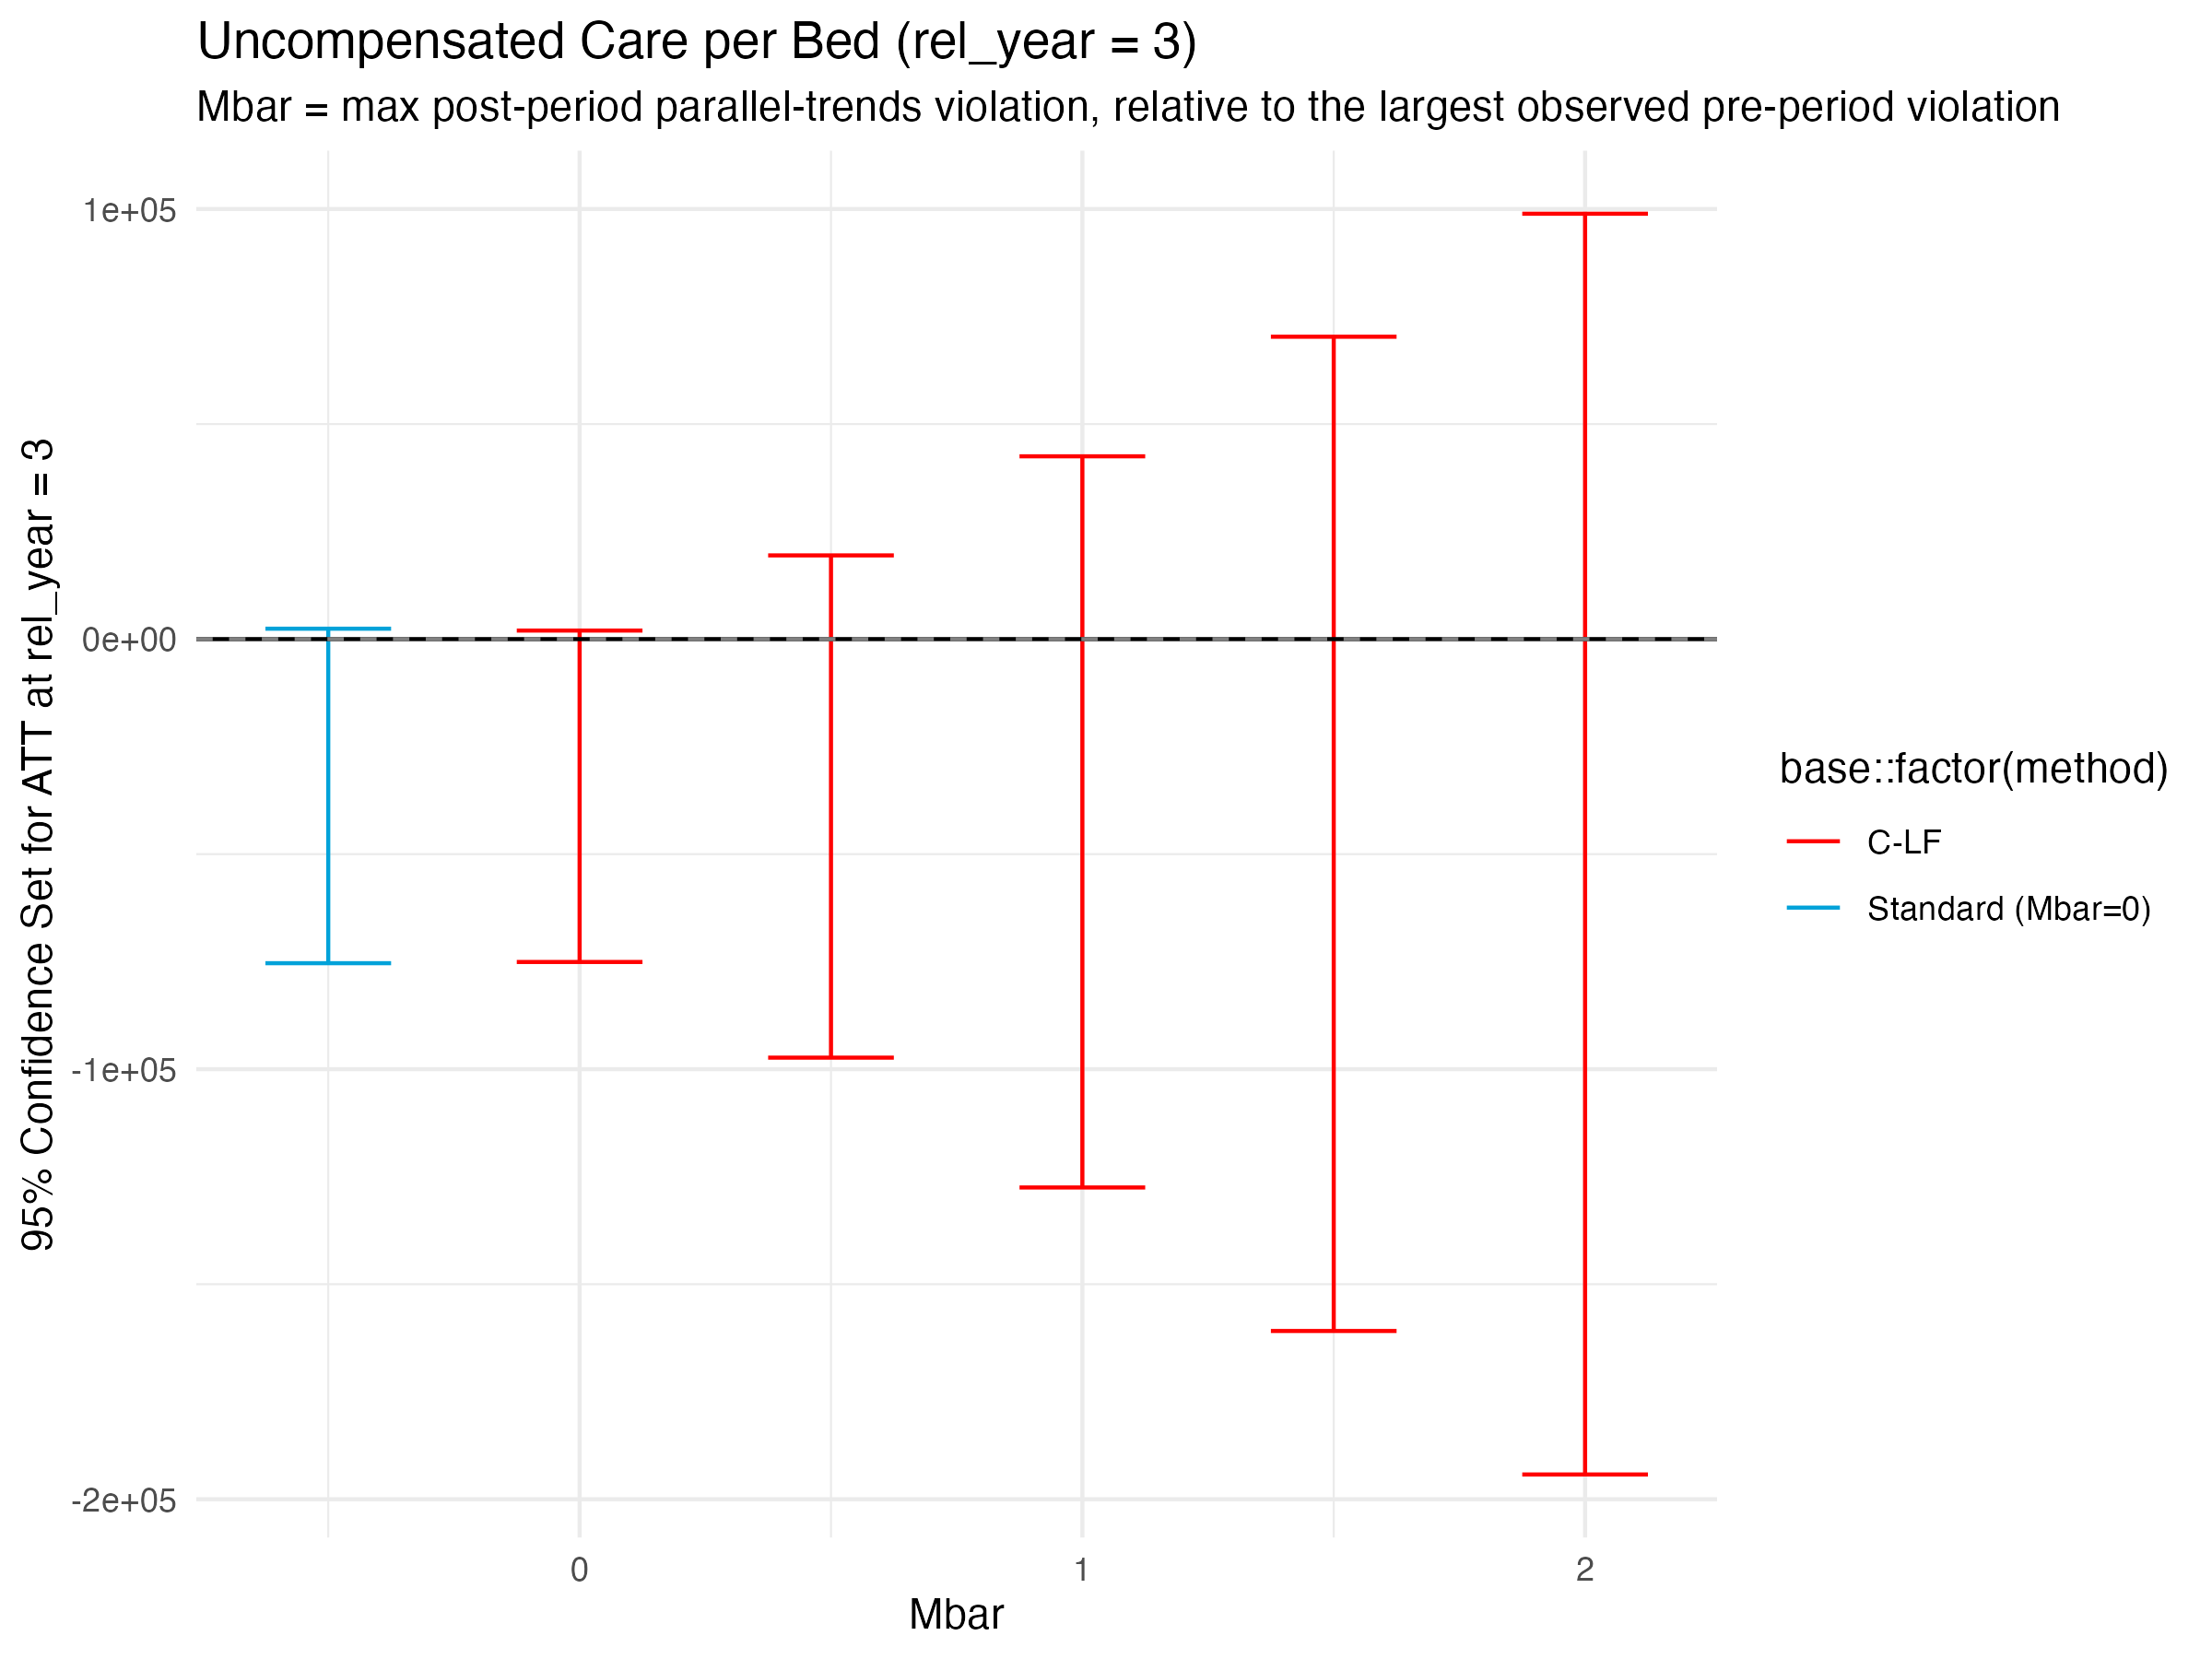 Uncompensated Care per Bed (rel_year = 3)
Mbar = max post-period parallel-trends violation, relative to the largest observed pre-period violation
95% Confidence Set for ATT at rel_year = 3
1e+05
0e+00
-1e+05
-2e+05
0
1
2
Mbar
base::factor(method)
C-LF
Standard (Mbar=0)